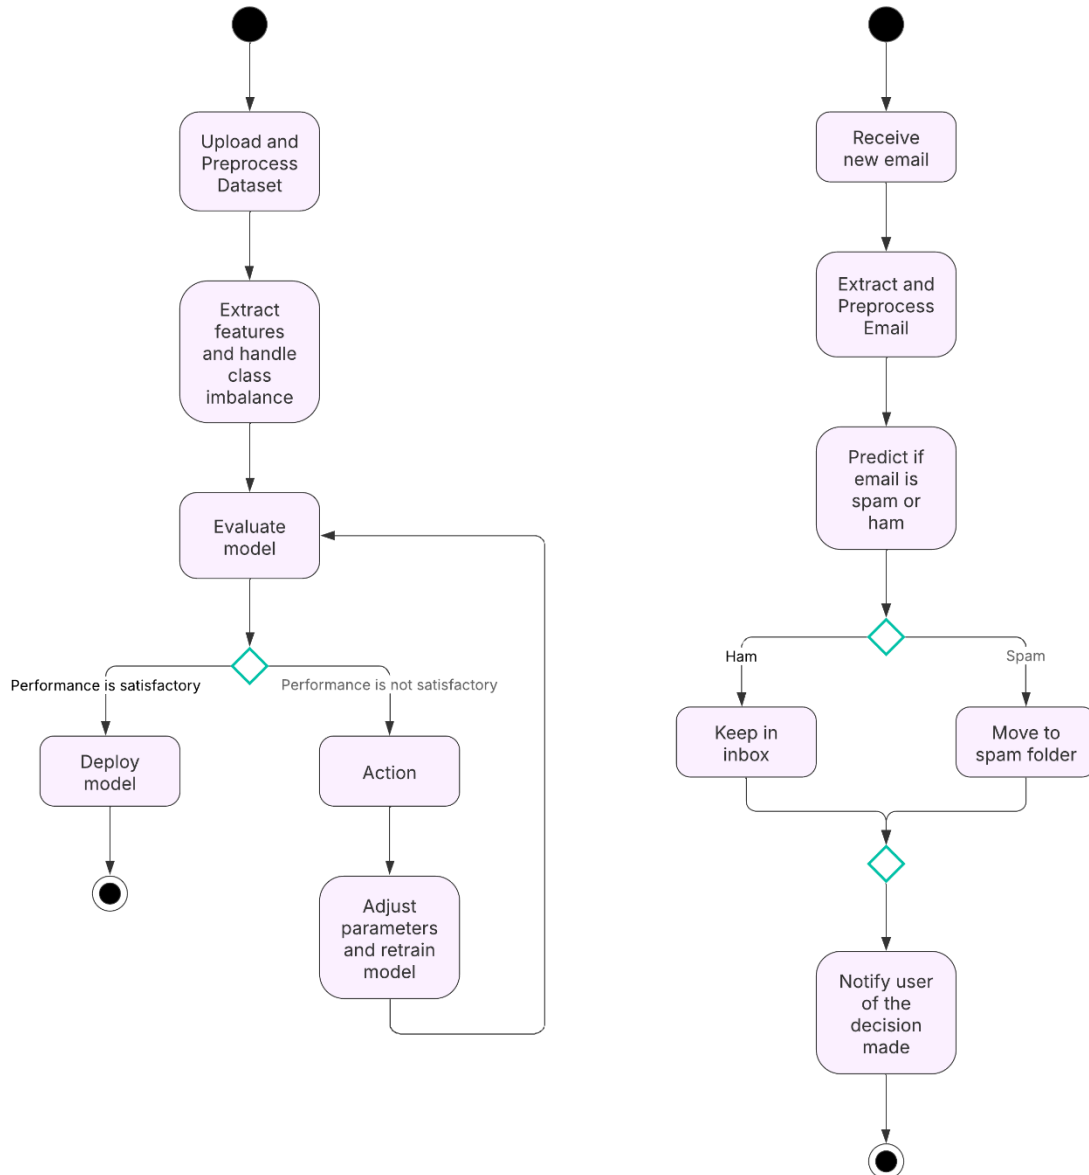 Upload and
Preprocess
Dataset
Extract
features
and handle
class
imbalance
Evaluate
model
Performance is satisfactory
Performance is not satisfactory
Deploy
model
Action
Adjust
parameters
and retrain
model
Receive
new email
Extract and
Preprocess
Email
Predict if
email is
spam or
ham
Ham
Spam
Keep in
inbox
Move to
spam folder
Notify user
of the
decision
made